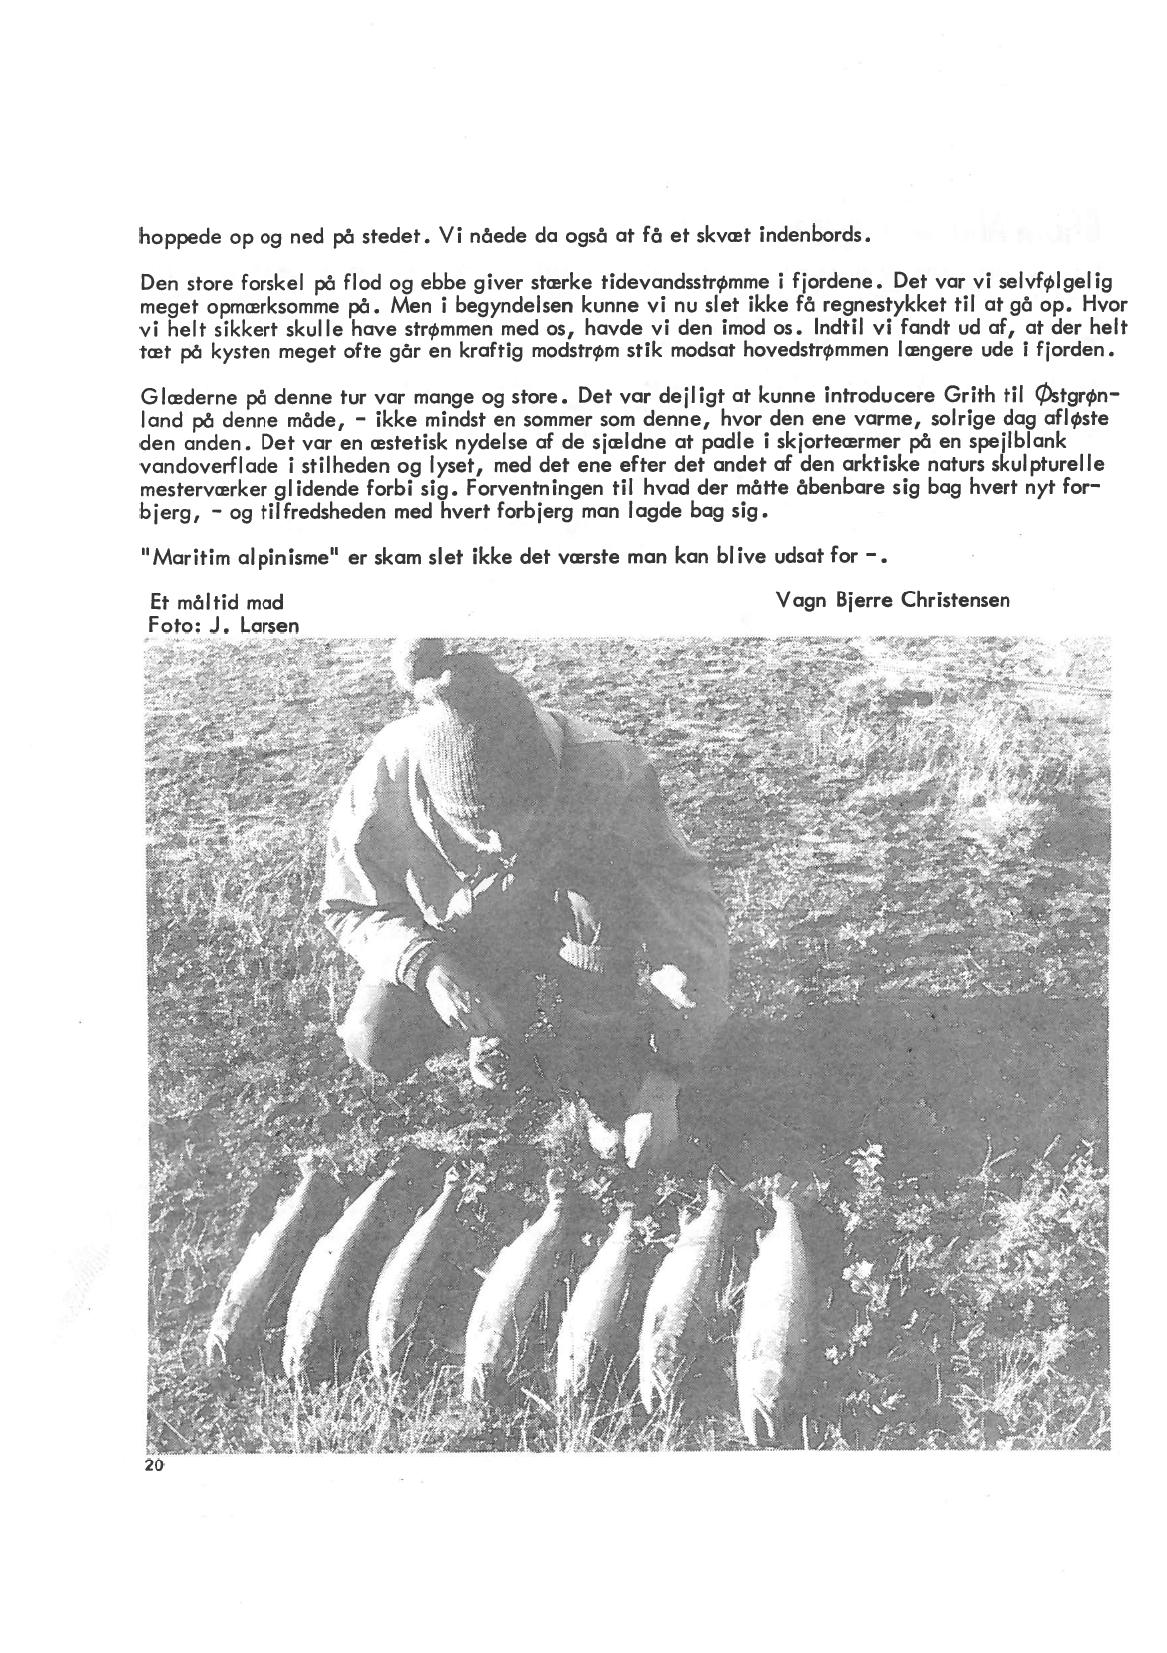 hoppede op og ned på stedet. Vi nåede da også at få et skvæt indenbords.
Den store forskel på flod og ebbe giver stærke tidevandsstrømme i fjordene. Det var vi selvfølgelig
meget opmærksomme på. Men i begyndelsen kunne vi nu slet ikke få regnestykket til at gå op. Hvor
vi helt sikkert skulle have strømmen med os, havde vi den imod os. Indtil vi fandt ud af, at der helt
tæt på kysten meget ofte går en kraftig modstrøm stik modsat hovedstrømmen længere ude i fjorden.
Glæderne på denne tur var mange og store. Det var dejligt at kunne introducere Grith til Østgrøn-
land på denne måde, - ikke mindst en sommer som denne, hvor den ene varme, solrige dag afløste
den anden. Det var en æstetisk nydelse af de sjældne at padle i skjorteærmer på en spejlblank
vandoverflade i stilheden og lyset, med det ene efter det andet af den arktiske naturs skulpturelle
mesterværker glidende forbi sig. Forventningen til hvad der måtte åbenbare sig bag hvert nyt for-
bjerg, - og tilfredsheden med hvert forbjerg man lagde bag sig.
"Maritim alpinisme" er skam slet ikke det værste man kan blive udsat for -.
Vagn Bjerre Christensen
Et måltid mad
Foto: J. Larsen
20